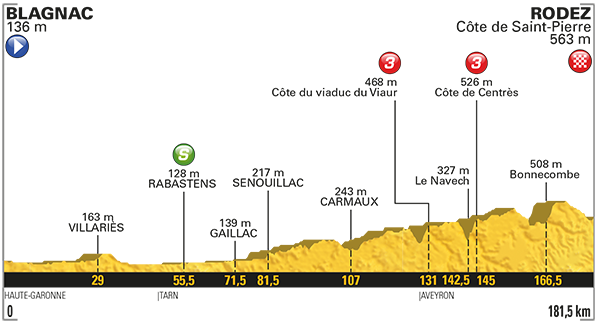 BLAGNAC
136 m
RODEZ
Côte de Saint-Pierre
563 m
3
468 m
Côte du viaduc du Viaur
3
526 m
Côte de Centrès
S
128 m
RABASTENS
217 m
SENOUILLAC
327 m
Le Navech
508 m
Bonnecombe
163 m
VILLARIÈS
139 m
GAILLAC
243 m
CARMAUX
29 55,5 71,5 81,5 107 131 142,5 145 166,5
HAUTE-GARONNE |TARN |AVEYRON
0 181,5 km